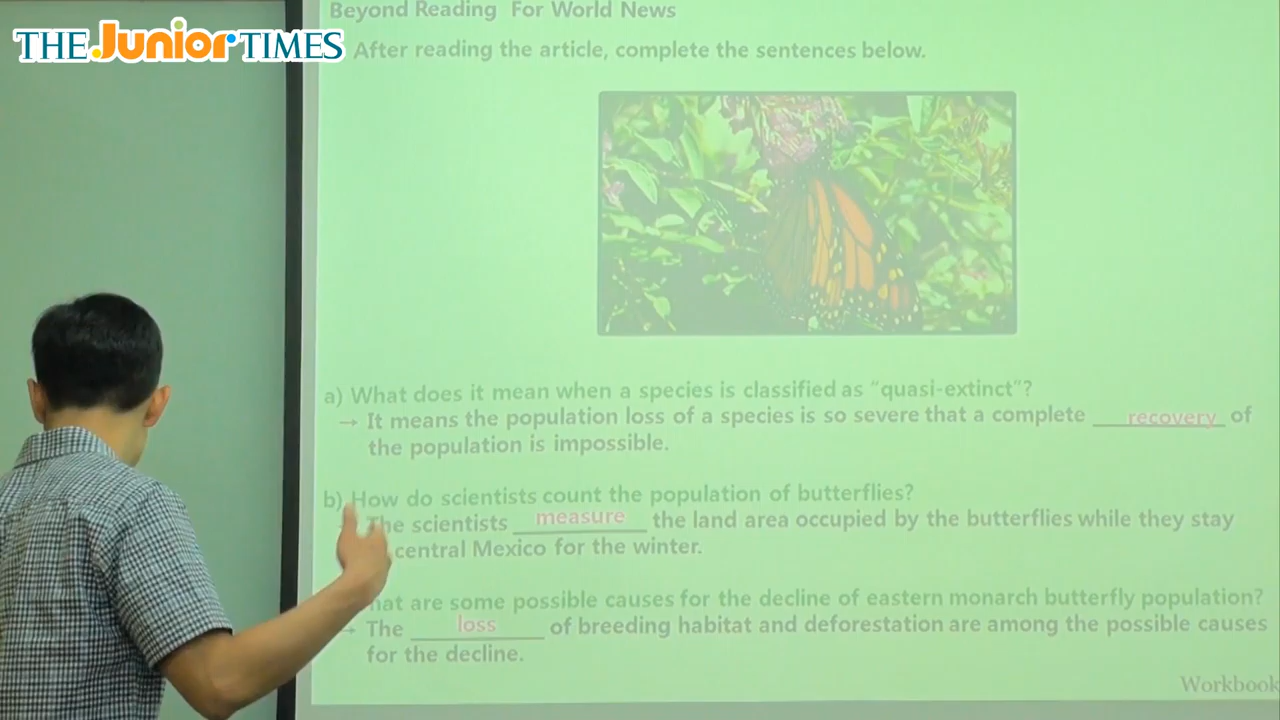 THE Junior TIMES
Beyond Reading For World News
After reading the article, complete the sentences below.
a) What does it mean when a species is classified as “quasi-extinct”?
→ It means the population loss of a species is so severe that a complete recovery of
the population is impossible.
b) How do scientists count the population of butterflies?
The scientists measure the land area occupied by the butterflies while they stay
central Mexico for the winter.
hat are some possible causes for the decline of eastern monarch butterfly population?
→ The loss of breeding habitat and deforestation are among the possible causes
for the decline.
Workbook